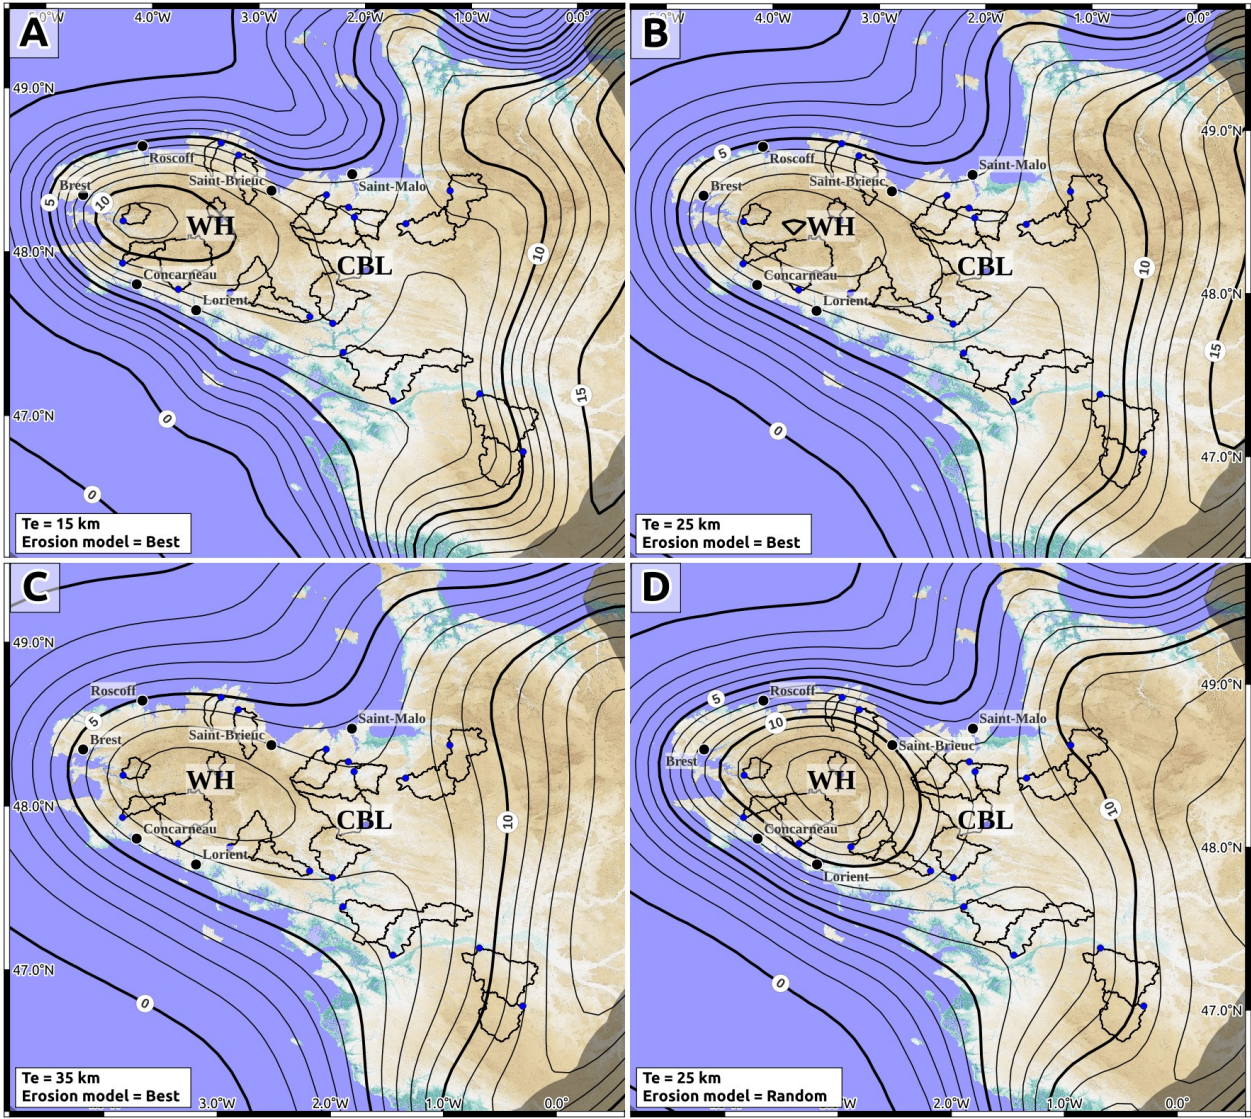 A
5.0°W 4.0°W 3.0°W 2.0°W 1.0°W 0.0°
49.0°N
Roscoff
Brest
Saint-Brieuc
Saint-Malo
5
10
WH
48.0°N
CBL
10
Concarneau
Lorient
15
47.0°N
0
0
Te = 15 km
Erosion model = Best
B
4.0°W 3.0°W 2.0°W 1.0°W 0.0°
49.0°N
5
Roscoff
Saint-Malo
Brest
Saint-Brieuc
WH
CBL
10
Concarneau
48.0°N
Lorient
15
0
47.0°N
Te = 25 km
Erosion model = Best
C
49.0°N
Roscoff
5
Saint-Malo
Brest
Saint-Brieuc
WH
48.0°N
CBL
10
Concarneau
Lorient
47.0°N
0
Te = 35 km
Erosion model = Best
3.0°W 2.0°W 1.0°W 0.0°
D
49.0°N
5
Roscoff
10
Saint-Malo
Saint-Brieuc
Brest
WH
10
CBL
Concarneau
48.0°N
Lorient
0
47.0°N
Te = 25 km
Erosion model = Random
2.0°W 1.0°W 0.0°